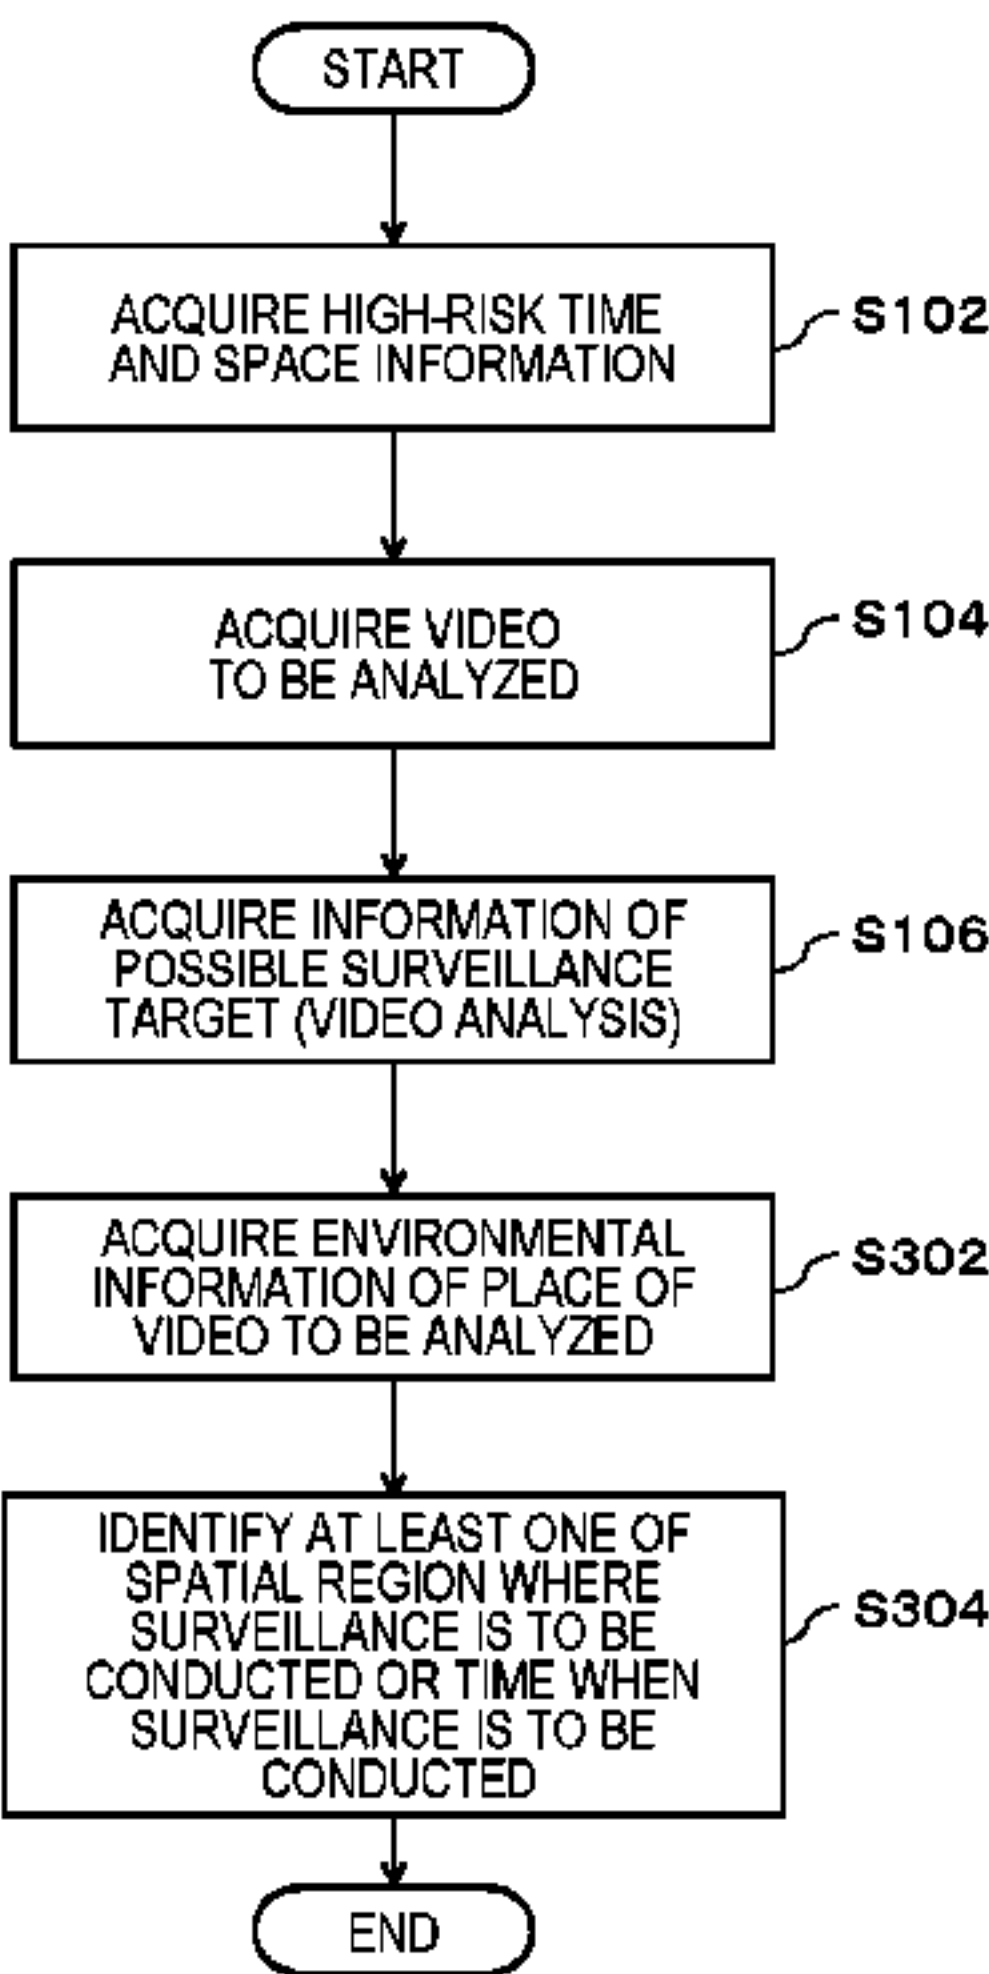 START
ACQUIRE HIGH-RISK TIME
AND SPACE INFORMATION
S102
ACQUIRE VIDEO
TO BE ANALYZED
S104
ACQUIRE INFORMATION OF
POSSIBLE SURVEILLANCE
TARGET (VIDEO ANALYSIS)
S106
ACQUIRE ENVIRONMENTAL
INFORMATION OF PLACE OF
VIDEO TO BE ANALYZED
S302
IDENTIFY AT LEAST ONE OF
SPATIAL REGION WHERE
SURVEILLANCE IS TO BE
CONDUCTED OR TIME WHEN
SURVEILLANCE IS TO BE
CONDUCTED
S304
END